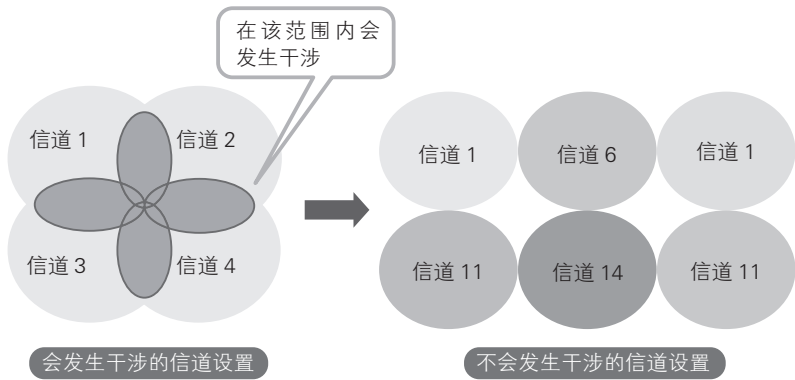 在该范围内会
发生干涉
信道 1
信道 2
信道 3
信道 4
会发生干涉的信道设置
信道 1
信道 6
信道 1
信道 11
信道 14
信道 11
不会发生干涉的信道设置